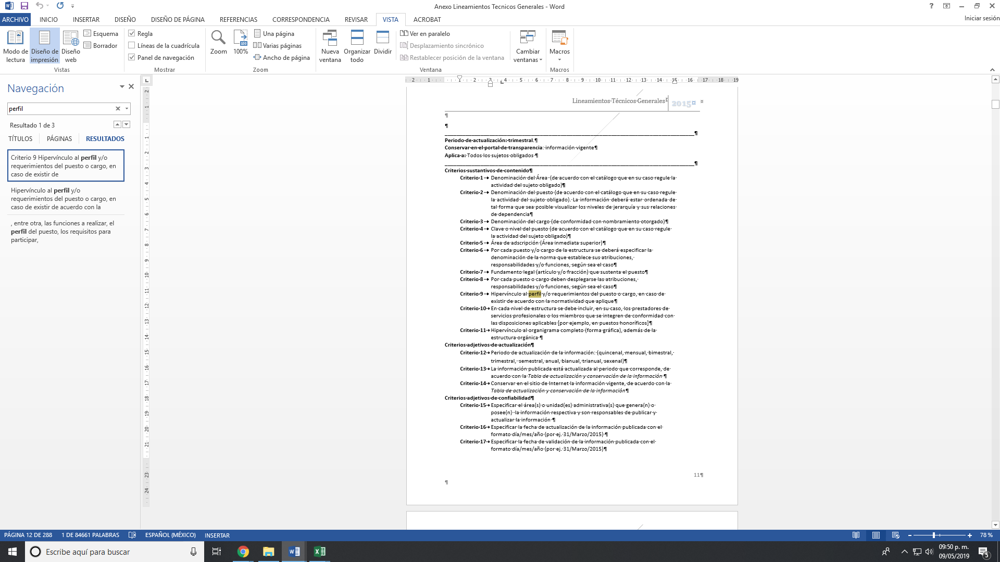 Anexo Lineamientos Tecnicos Generales - Word
Iniciar sesión
ARCHIVO INICIO INSERTAR DISEÑO DISEÑO DE PÁGINA REFERENCIAS CORRESPONDENCIA REVISAR VISTA ACROBAT
Modo de lectura
Diseño de impresión
Diseño web
Esquema
Borrador
Vistas
Regla
Líneas de la cuadrícula
Panel de navegación
Mostrar
Zoom
100%
Una página
Varias páginas
Ancho de página
Zoom
Nueva ventana
Organizar todo
Dividir
Ver en paralelo
Desplazamiento sincrónico
Restablecer posición de la ventana
Cambiar ventanas
Ventana
Macros
Macros
Navegación
perfil
Resultado 1 de 3
TÍTULOS PÁGINAS RESULTADOS
Criterio 9 Hipervínculo al perfil y/o
requerimientos del puesto o cargo, en
caso de existir de
Hipervínculo al perfil y/o
requerimientos del puesto o cargo, en
caso de existir de acuerdo con la
, entre otra, las funciones a realizar, el
perfil del puesto, los requisitos para
participar,
Lineamientos Técnicos Generales 2015
Periodo de actualización: trimestral.
Conservar en el portal de transparencia: información vigente
Aplica a: Todos los sujetos obligados
Criterios sustantivos de contenido
Criterio 1 Denominación del Área (de acuerdo con el catálogo que en su caso regule la
actividad del sujeto obligado)
Criterio 2 Denominación del puesto (de acuerdo con el catálogo que en su caso regule
la actividad del sujeto obligado). La información deberá estar ordenada de
tal forma que sea posible visualizar los niveles de jerarquía y sus relaciones
de dependencia
Criterio 3 Denominación del cargo (de conformidad con nombramiento otorgado)
Criterio 4 Clave o nivel del puesto (de acuerdo con el catálogo que en su caso regule
la actividad del sujeto obligado)
Criterio 5 Área de adscripción (Área inmediata superior)
Criterio 6 Por cada puesto y/o cargo de la estructura se deberá especificar la
denominación de la norma que establece sus atribuciones,
responsabilidades y/o funciones, según sea el caso
Criterio 7 Fundamento legal (artículo y/o fracción) que sustenta el puesto
Criterio 8 Por cada puesto o cargo deben desplegarse las atribuciones,
responsabilidades y/o funciones, según sea el caso
Criterio 9 Hipervínculo al perfil y/o requerimientos del puesto o cargo, en caso de
existir de acuerdo con la normatividad que aplique
Criterio 10 En cada nivel de estructura se debe incluir, en su caso, los prestadores de
servicios profesionales o los miembros que se integren de conformidad con
las disposiciones aplicables [por ejemplo, en puestos honoríficos]
Criterio 11 Hipervínculo al organigrama completo (forma gráfica), además de la
estructura orgánica
Criterios adjetivos de actualización
Criterio 12 Periodo de actualización de la información: (quincenal, mensual, bimestral,
trimestral, semestral, anual, bianual, trianual, sexenal)
Criterio 13 La información publicada está actualizada al periodo que corresponde, de
acuerdo con la Tabla de actualización y conservación de la información
Criterio 14 Conservar en el sitio de Internet la información vigente, de acuerdo con la
Tabla de actualización y conservación de la información
Criterios adjetivos de confiabilidad
Criterio 15 Especificar el área(s) o unidad(es) administrativa(s) que genera(n) o
posee(n) la información respectiva y son responsables de publicar y
actualizar la información
Criterio 16 Especificar la fecha de actualización de la información publicada con el
formato día/mes/año (por ej. 31/Marzo/2015)
Criterio 17 Especificar la fecha de validación de la información publicada con el
formato día/mes/año (por ej. 31/Marzo/2015)
11
PÁGINA 12 DE 288 1 DE 84661 PALABRAS ESPAÑOL (MÉXICO) INSERTAR 78 %
Escribe aquí para buscar
09:50 p. m.
09/05/2019
5